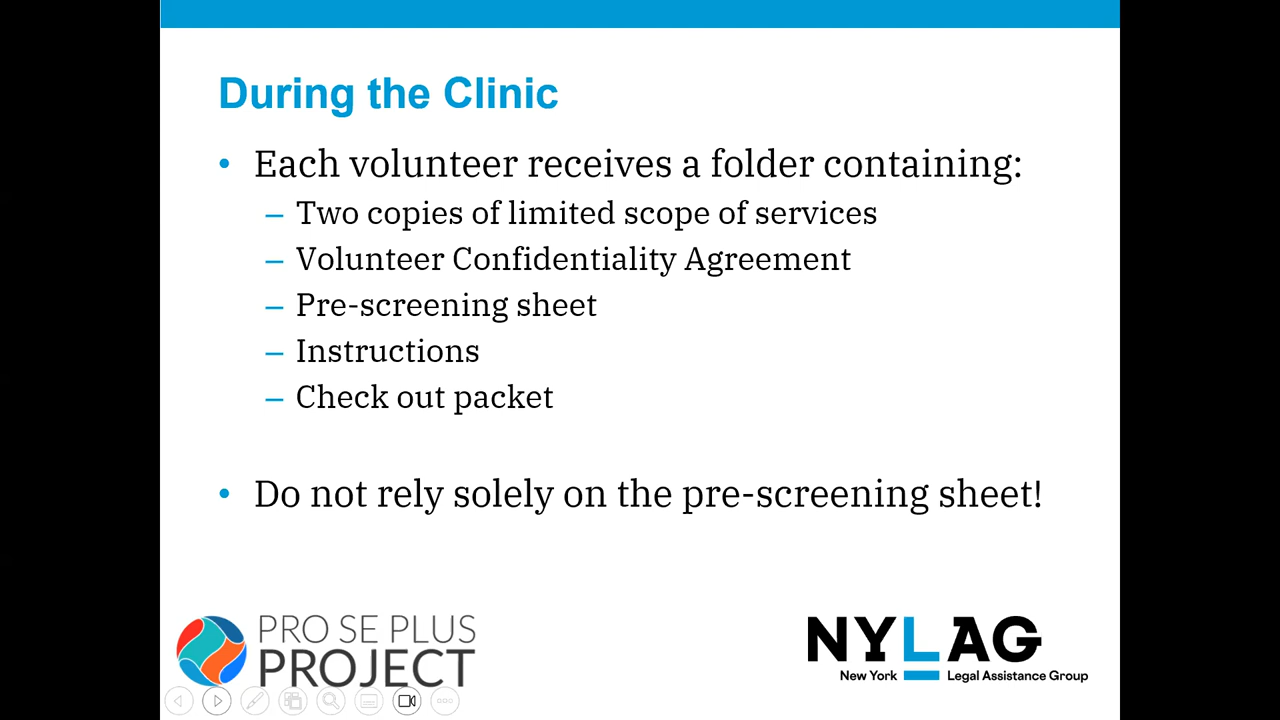 During the Clinic
• Each volunteer receives a folder containing:
– Two copies of limited scope of services
– Volunteer Confidentiality Agreement
– Pre-screening sheet
– Instructions
– Check out packet
• Do not rely solely on the pre-screening sheet!
PRO SE PLUS
PROJECT
NYLAG
New York Legal Assistance Group